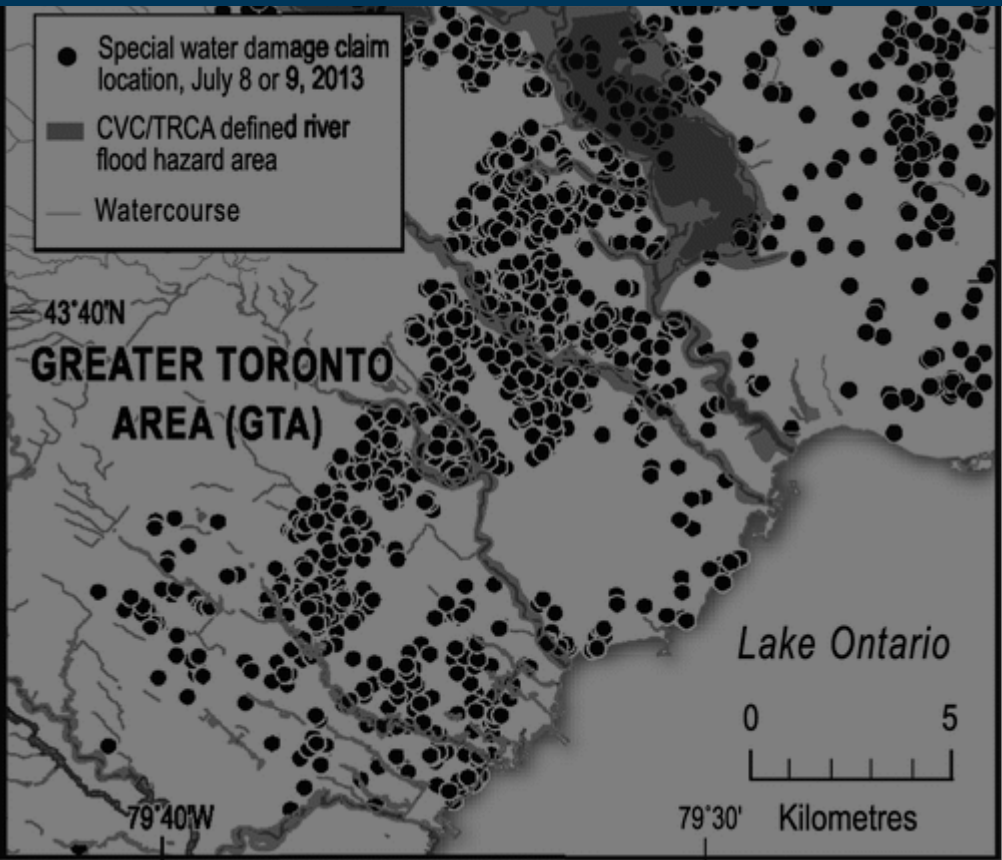 Special water damage claim
location, July 8 or 9, 2013
CVC/TRCA defined river
flood hazard area
Watercourse
43°40'N
GREATER TORONTO
AREA (GTA)
Lake Ontario
0 5
79°40'W
79°30'
Kilometres